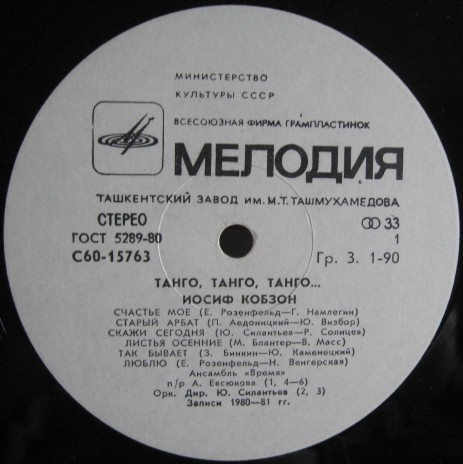 МИНИСТЕРСТВО
КУЛЬТУРЫ СССР
ВСЕСОЮЗНАЯ ФИРМА ГРАМПЛАСТИНОК
МЕЛОДИЯ
ТАШКЕНТСКИЙ ЗАВОД ИМ. М.Т. ТАШМУХАМЕДОВА
СТЕРЕО 33
ГОСТ 5289-80 1
С60-15763 Гр. 3. 1-90
ТАНГО, ТАНГО, ТАНГО...
ИОСИФ КОБЗОН
СЧАСТЬЕ МОЕ (Е. Розенфельд—Г. Намлегин)
СТАРЫЙ АРБАТ (П. Аедоницкий—Ю. Визбор)
СКАЖИ СЕГОДНЯ (Ю. Силантьев—Р. Солнцев)
ЛИСТЬЯ ОСЕННИЕ (М. Блантер—В. Масс)
ТАК БЫВАЕТ (З. Бинкин—Ю. Каменецкий)
ЛЮБЛЮ (Е. Розенфельд—Н. Венгерская)
Ансамбль «Время»
п/р А. Евсюкова (1, 4—6)
Орк. Дир. Ю. Силантьев (2, 3)
Записи 1980—81 гг.